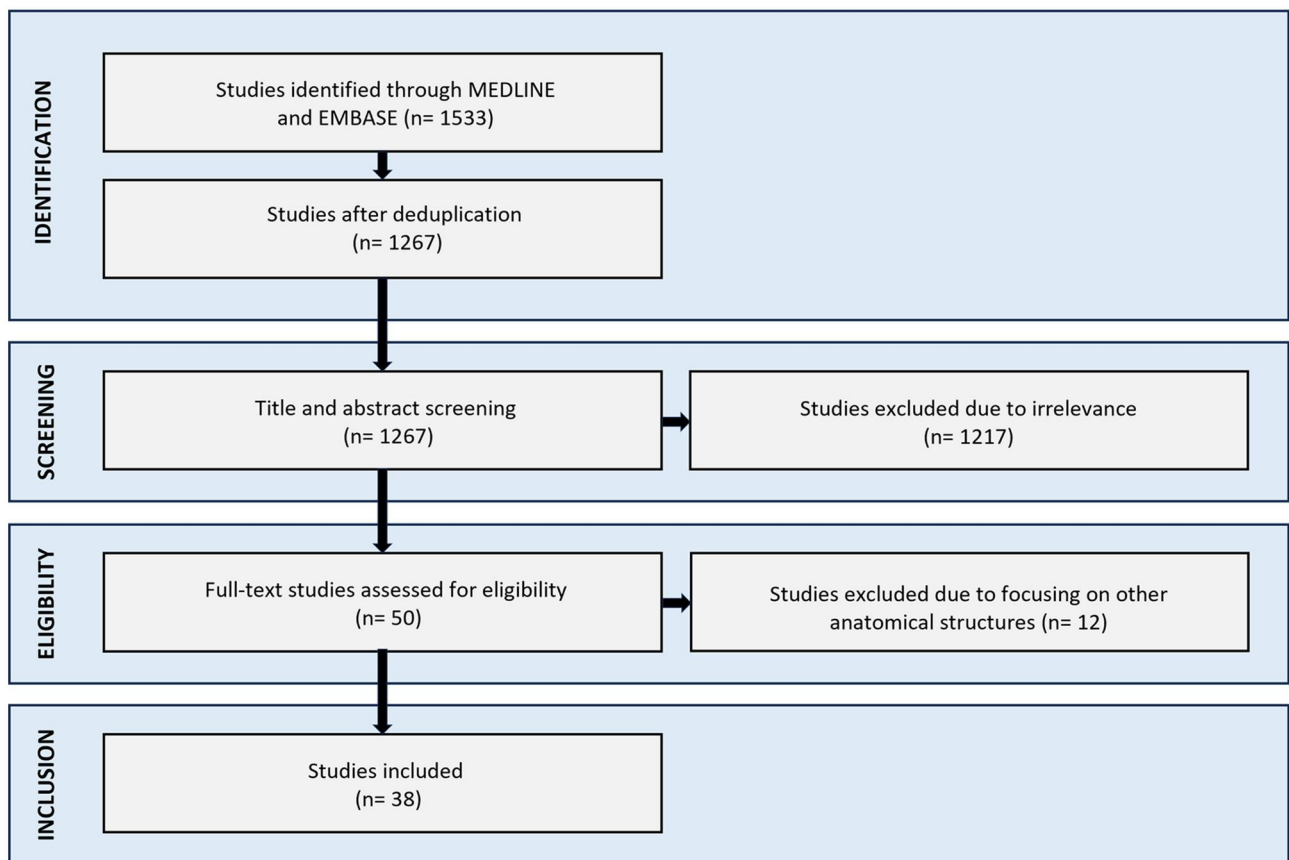 IDENTIFICATION
Studies identified through MEDLINE
and EMBASE (n= 1533)
Studies after deduplication
(n= 1267)
SCREENING
Title and abstract screening
(n= 1267)
Studies excluded due to irrelevance
(n= 1217)
ELIGIBILITY
Full-text studies assessed for eligibility
(n= 50)
Studies excluded due to focusing on other
anatomical structures (n= 12)
INCLUSION
Studies included
(n= 38)